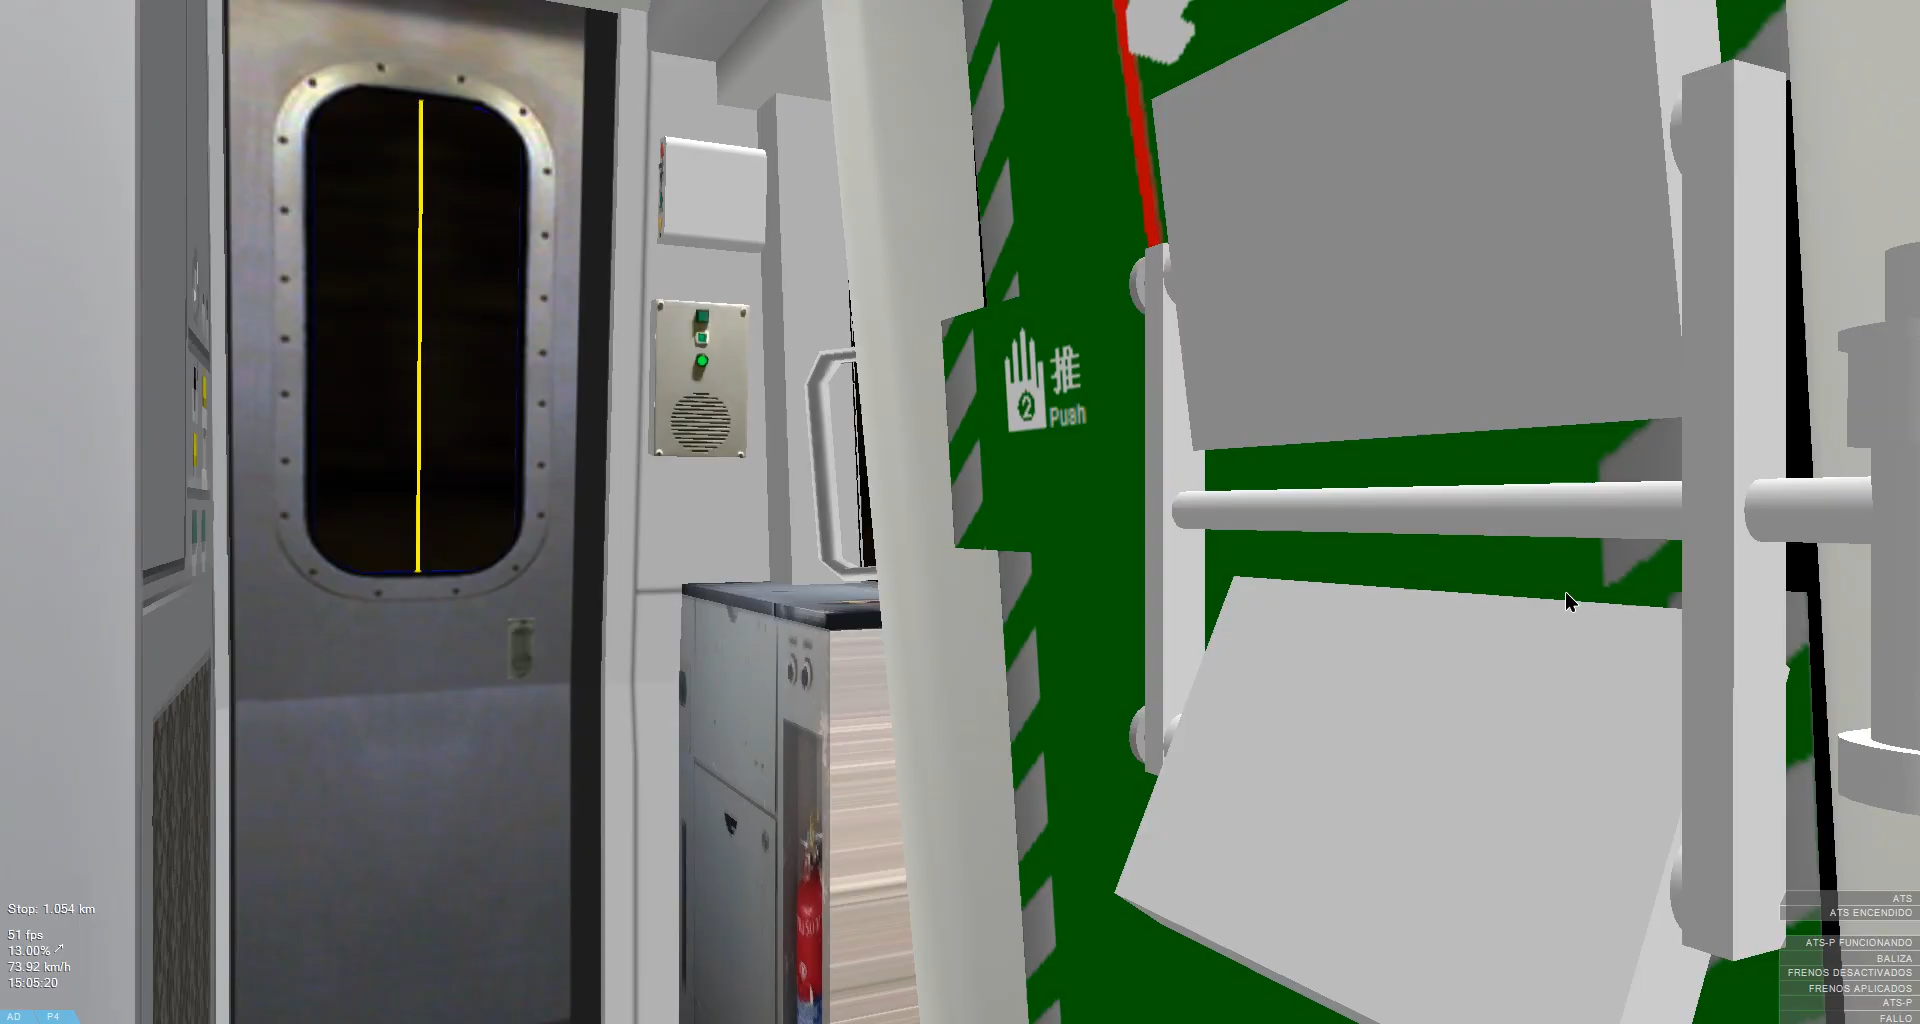 推
2
Push
Stop: 1.054 km
51 fps
13.00%
73.92 km/h
15:05:20
AD P4
ATS
ATS ENCENDIDO
ATS-P FUNCIONANDO
BALIZA
FRENOS DESACTIVADOS
FRENOS APLICADOS
ATS-P
FALLO